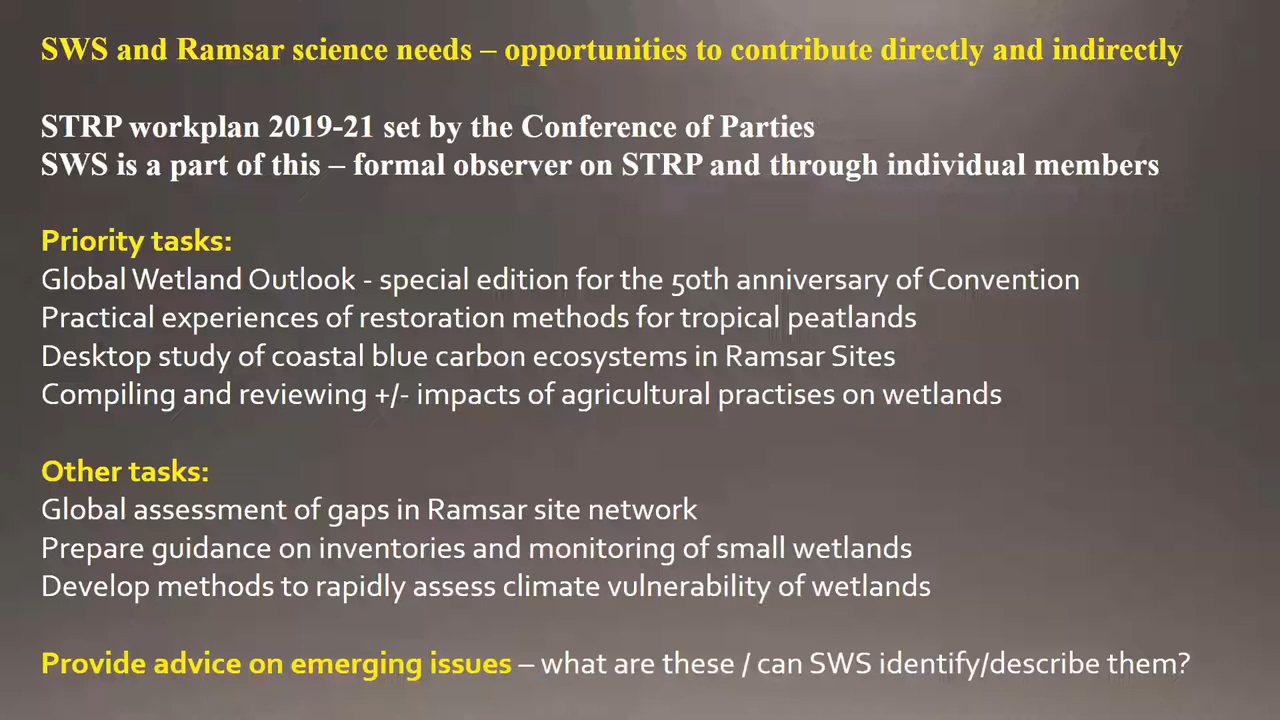 SWS and Ramsar science needs – opportunities to contribute directly and indirectly
STRP workplan 2019-21 set by the Conference of Parties
SWS is a part of this – formal observer on STRP and through individual members
Priority tasks:
Global Wetland Outlook - special edition for the 50th anniversary of Convention
Practical experiences of restoration methods for tropical peatlands
Desktop study of coastal blue carbon ecosystems in Ramsar Sites
Compiling and reviewing +/- impacts of agricultural practises on wetlands
Other tasks:
Global assessment of gaps in Ramsar site network
Prepare guidance on inventories and monitoring of small wetlands
Develop methods to rapidly assess climate vulnerability of wetlands
Provide advice on emerging issues – what are these / can SWS identify/describe them?